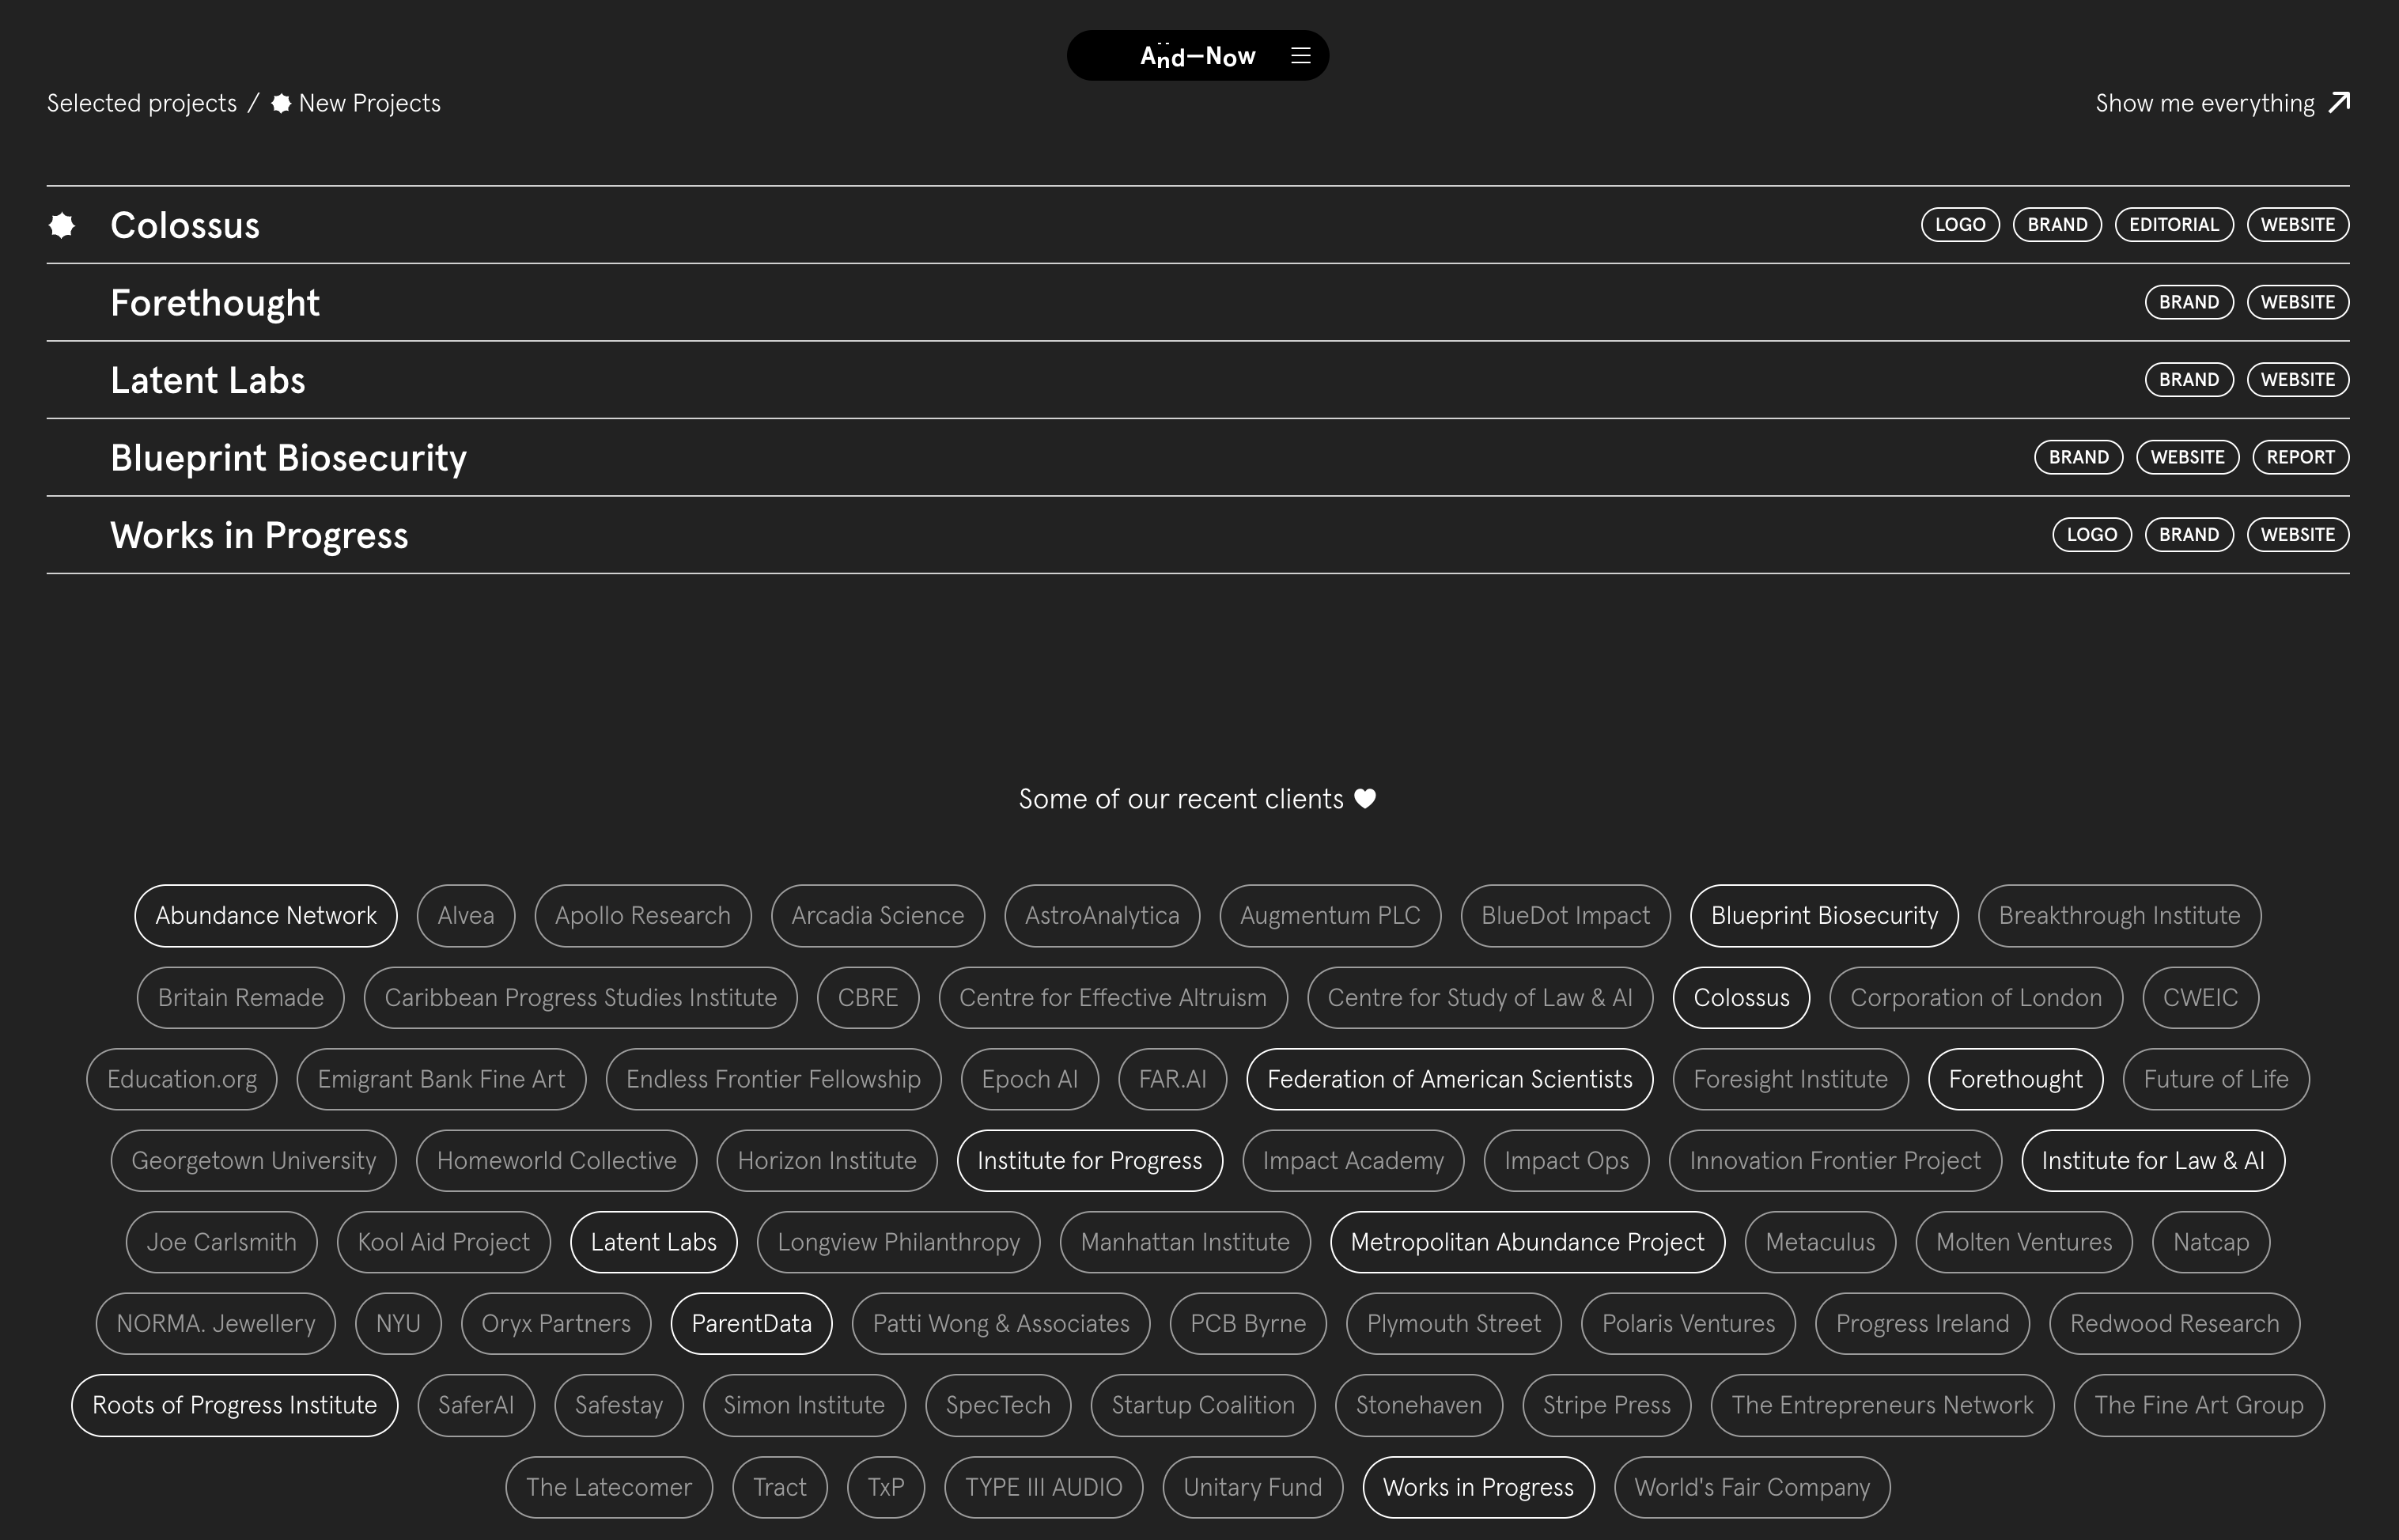 And—Now
Selected projects / New Projects
Show me everything
Colossus LOGO BRAND EDITORIAL WEBSITE
Forethought BRAND WEBSITE
Latent Labs BRAND WEBSITE
Blueprint Biosecurity BRAND WEBSITE REPORT
Works in Progress LOGO BRAND WEBSITE
Some of our recent clients
Abundance Network Alvea Apollo Research Arcadia Science AstroAnalytica Augmentum PLC BlueDot Impact Blueprint Biosecurity Breakthrough Institute
Britain Remade Caribbean Progress Studies Institute CBRE Centre for Effective Altruism Centre for Study of Law & AI Colossus Corporation of London CWEIC
Education.org Emigrant Bank Fine Art Endless Frontier Fellowship Epoch AI FAR.AI Federation of American Scientists Foresight Institute Forethought Future of Life
Georgetown University Homeworld Collective Horizon Institute Institute for Progress Impact Academy Impact Ops Innovation Frontier Project Institute for Law & AI
Joe Carlsmith Kool Aid Project Latent Labs Longview Philanthropy Manhattan Institute Metropolitan Abundance Project Metaculus Molten Ventures Natcap
NORMA. Jewellery NYU Oryx Partners ParentData Patti Wong & Associates PCB Byrne Plymouth Street Polaris Ventures Progress Ireland Redwood Research
Roots of Progress Institute SaferAI Safestay Simon Institute SpecTech Startup Coalition Stonehaven Stripe Press The Entrepreneurs Network The Fine Art Group
The Latecomer Tract TxP TYPE III AUDIO Unitary Fund Works in Progress World's Fair Company